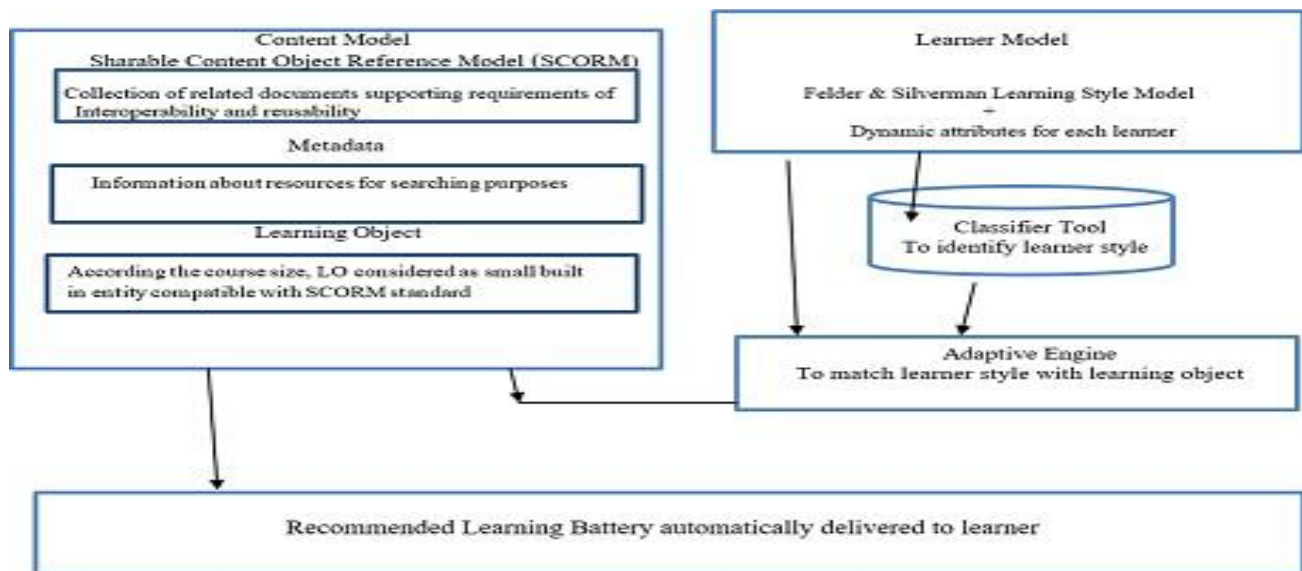 Content Model
Sharable Content Object Reference Model (SCORM)
Collection of related documents supporting requirements of
Interoperability and reusability
Metadata
Information about resources for searching purposes
Learning Object
According the course size, LO considered as small built
in entity compatible with SCORM standard
Learner Model
Felder & Silverman Learning Style Model
+
Dynamic attributes for each learner
Classifier Tool
To identify learner style
Adaptive Engine
To match learner style with learning object
Recommended Learning Battery automatically delivered to learner